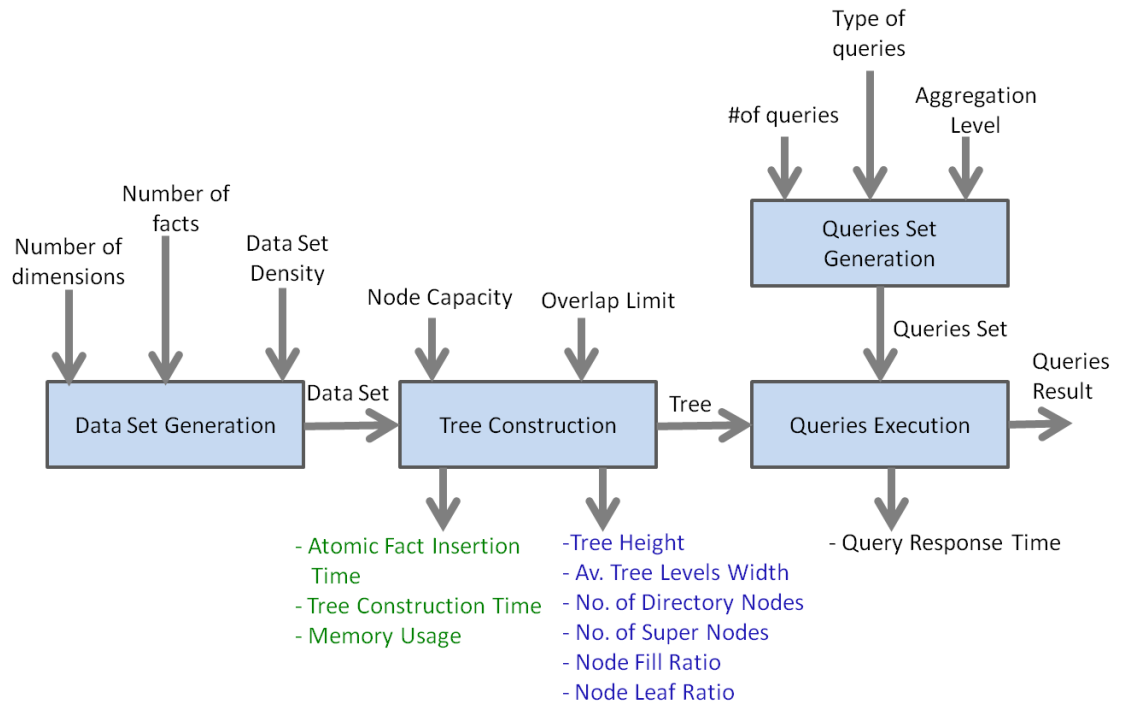 Type of
queries
#of queries
Aggregation
Level
Number of
facts
Number of
dimensions
Data Set
Density
Queries Set
Generation
Node Capacity
Overlap Limit
Queries Set
Queries
Result
Data Set
Tree
Data Set Generation
Tree Construction
Queries Execution
- Atomic Fact Insertion
Time
- Tree Construction Time
- Memory Usage
-Tree Height
- Av. Tree Levels Width
- No. of Directory Nodes
- No. of Super Nodes
- Node Fill Ratio
- Node Leaf Ratio
- Query Response Time